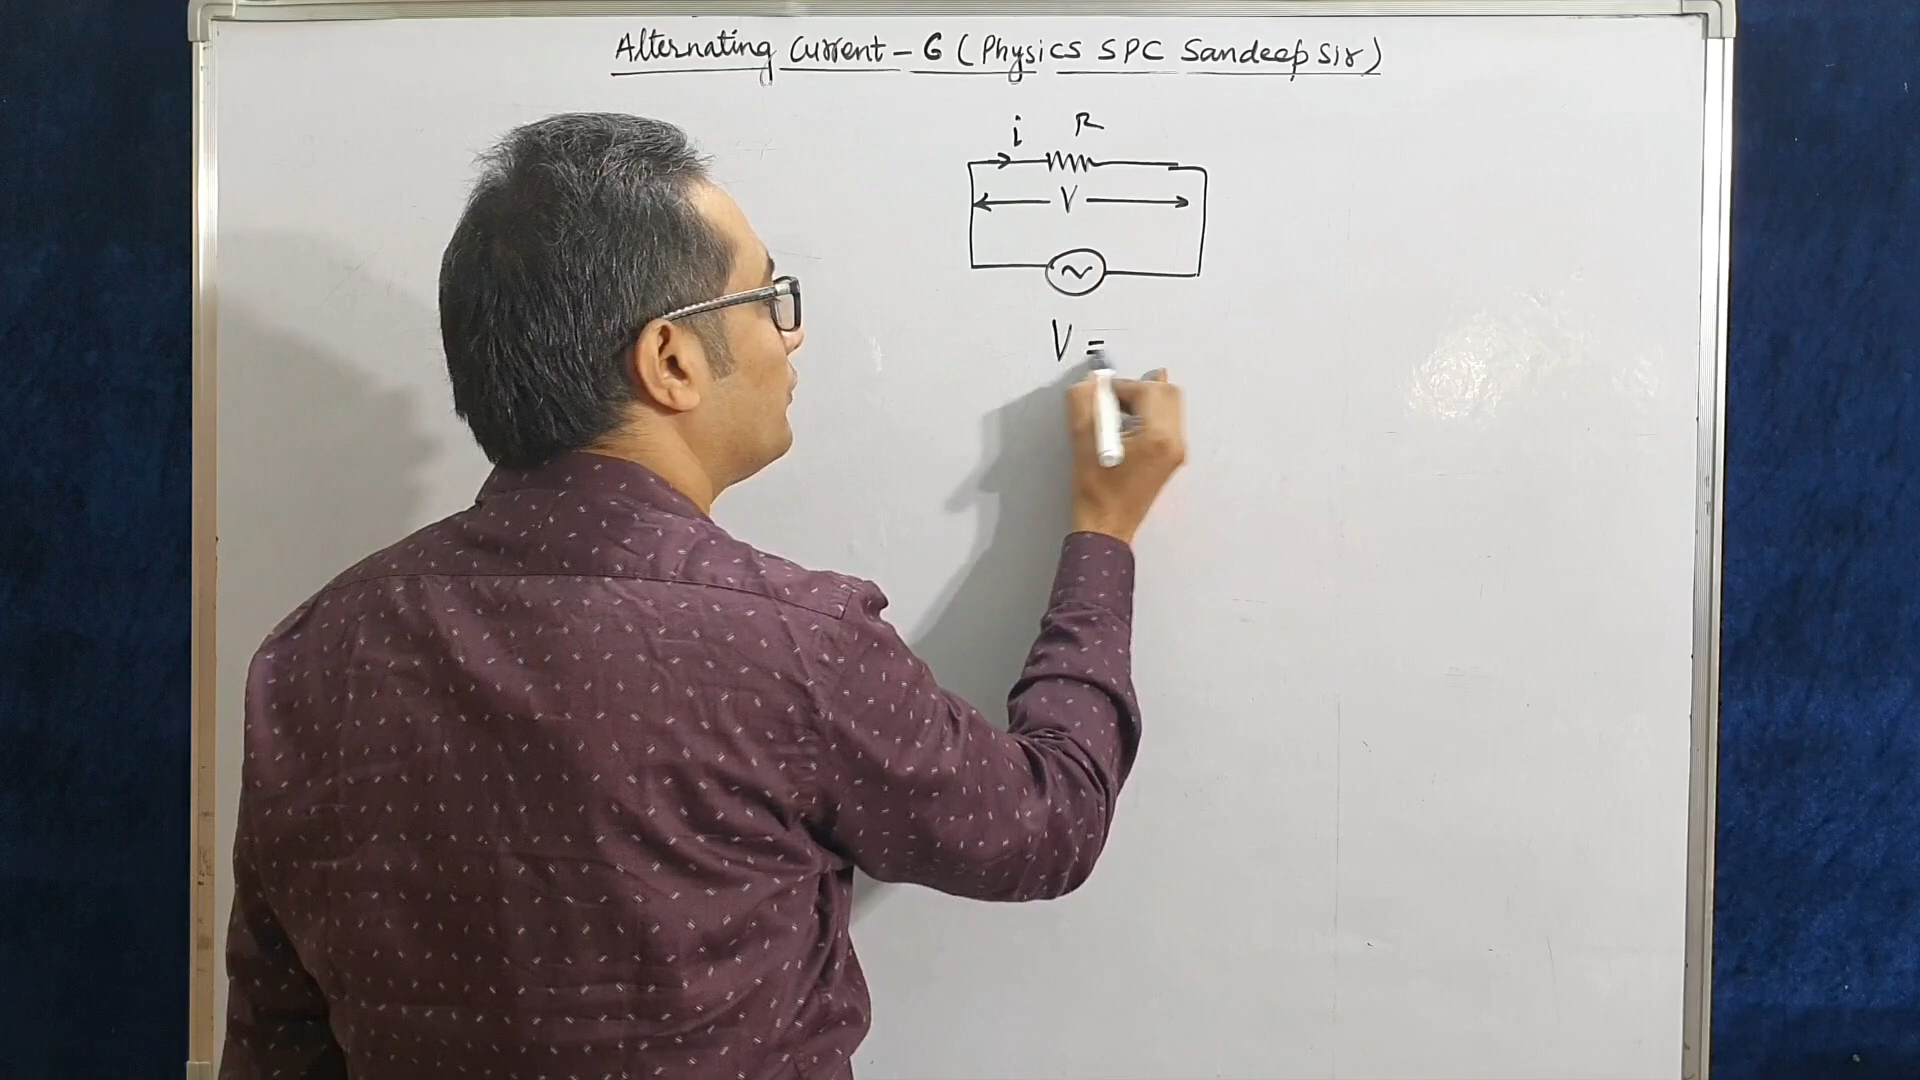 Alternating Current - 6 (Physics SPC Sandeep Sir)
i R
V
V =